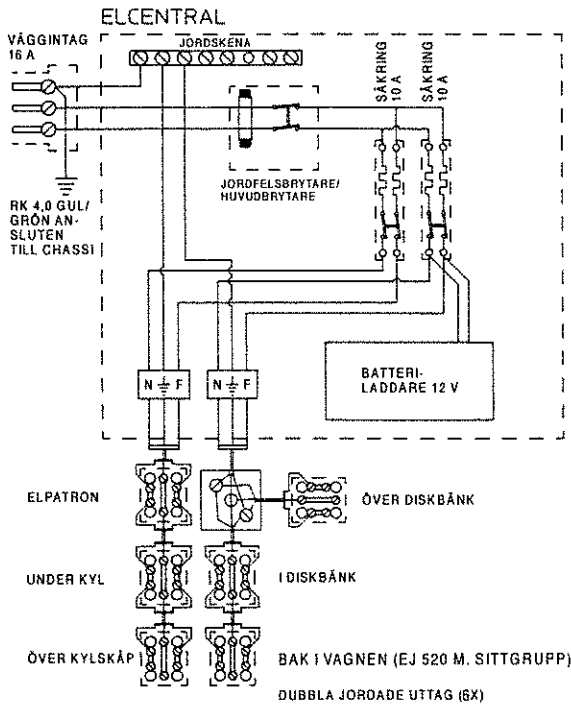 ELCENTRAL
VÄGGINTAG
16 A
JORDSKENA
SÄKRING
10 A
SÄKRING
10 A
JORDFELSBRYTARE/
HUVUDBRYTARE
RK 4,0 GUL/
GRÖN AN-
SLUTEN
TILL CHASSI
BATTERI-
LADDARE 12 V
N F
N F
ELPATRON
ÖVER DISKBÄNK
UNDER KYL
I DISKBÄNK
ÖVER KYLSKÅP
BAK I VAGNEN (EJ 520 M. SITTGRUPP)
DUBBLA JORDADE UTTAG (6X)